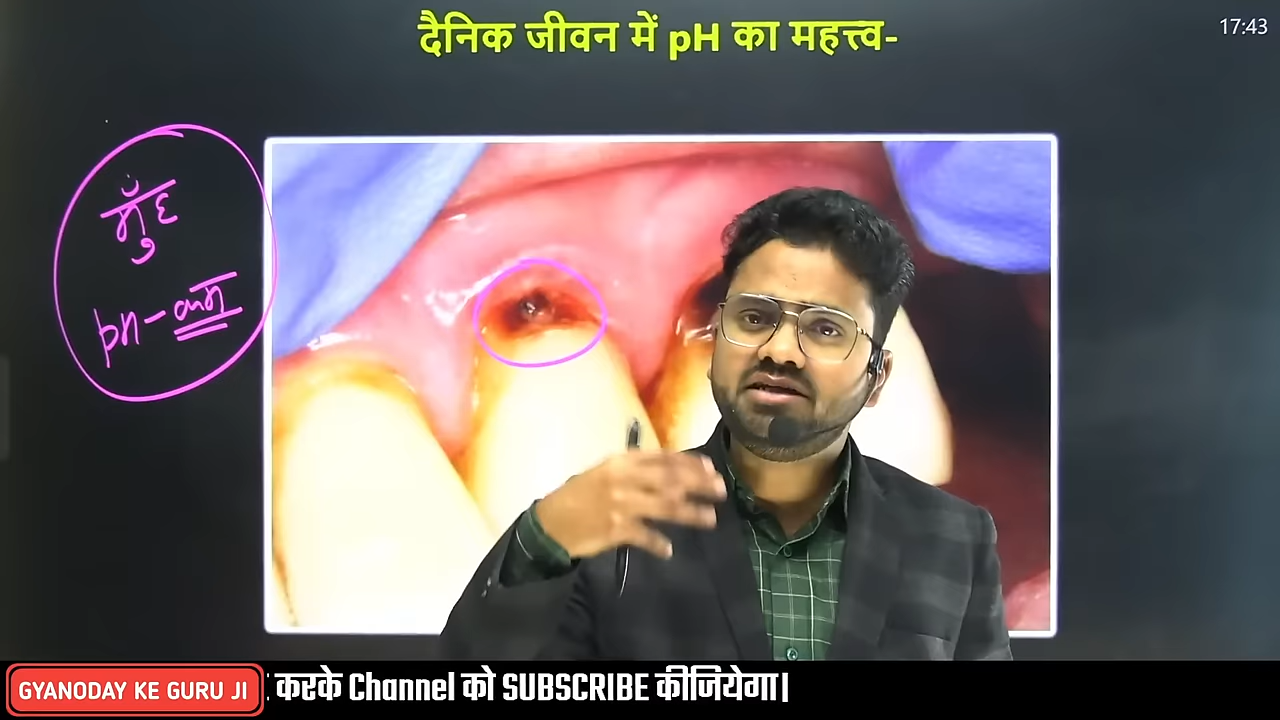 दैनिक जीवन में pH का महत्त्व-
17:43
मुँह
pH-कम
GYANODAY KE GURU JI
करके Channel को SUBSCRIBE कीजियेगा।